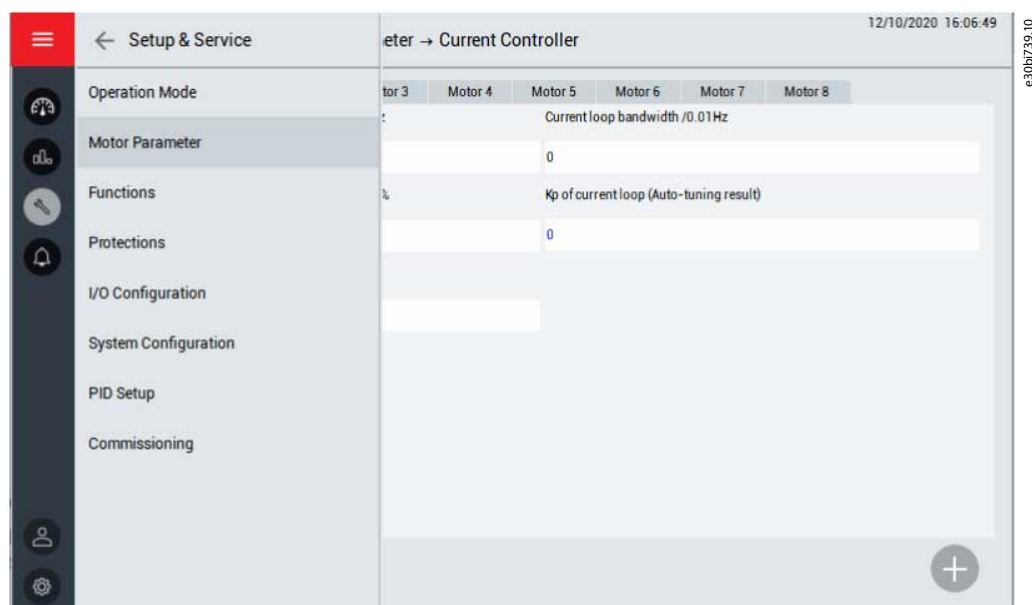 12/10/2020 16:06:49
Setup & Service
eter → Current Controller
Operation Mode
tor 3 Motor 4 Motor 5 Motor 6 Motor 7 Motor 8
Current loop bandwidth /0.01Hz
Motor Parameter
0
Functions
% Kp of current loop (Auto-tuning result)
0
Protections
I/O Configuration
System Configuration
PID Setup
Commissioning
e30bi739.10